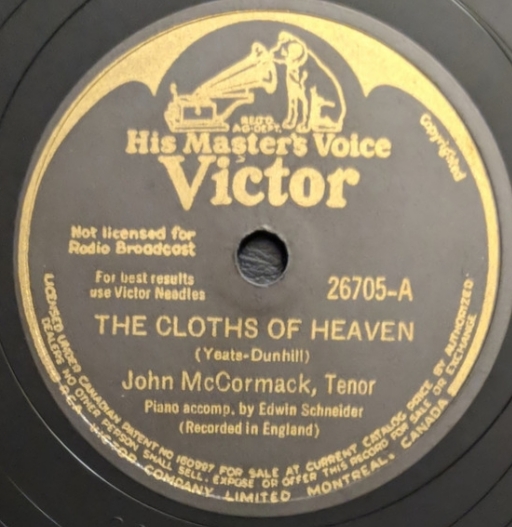 REG'D.
AG. DEPT.
His Master's Voice
Victor
Copyrighted
Not licensed for
Radio Broadcast
For best results
use Victor Needles
26705-A
THE CLOTHS OF HEAVEN
(Yeats-Dunhill)
John McCormack, Tenor
Piano accomp. by Edwin Schneider
(Recorded in England)
LICENSED UNDER CANADIAN PATENT NO 160997 FOR SALE AT CURRENT CATALOG PRICE BY AUTHORIZED
DEALERS. NO OTHER PERSON SHALL SELL, EXPOSE OR OFFER THIS RECORD FOR SALE OR EXCHANGE.
RCA VICTOR COMPANY, LIMITED, MONTREAL, CANADA